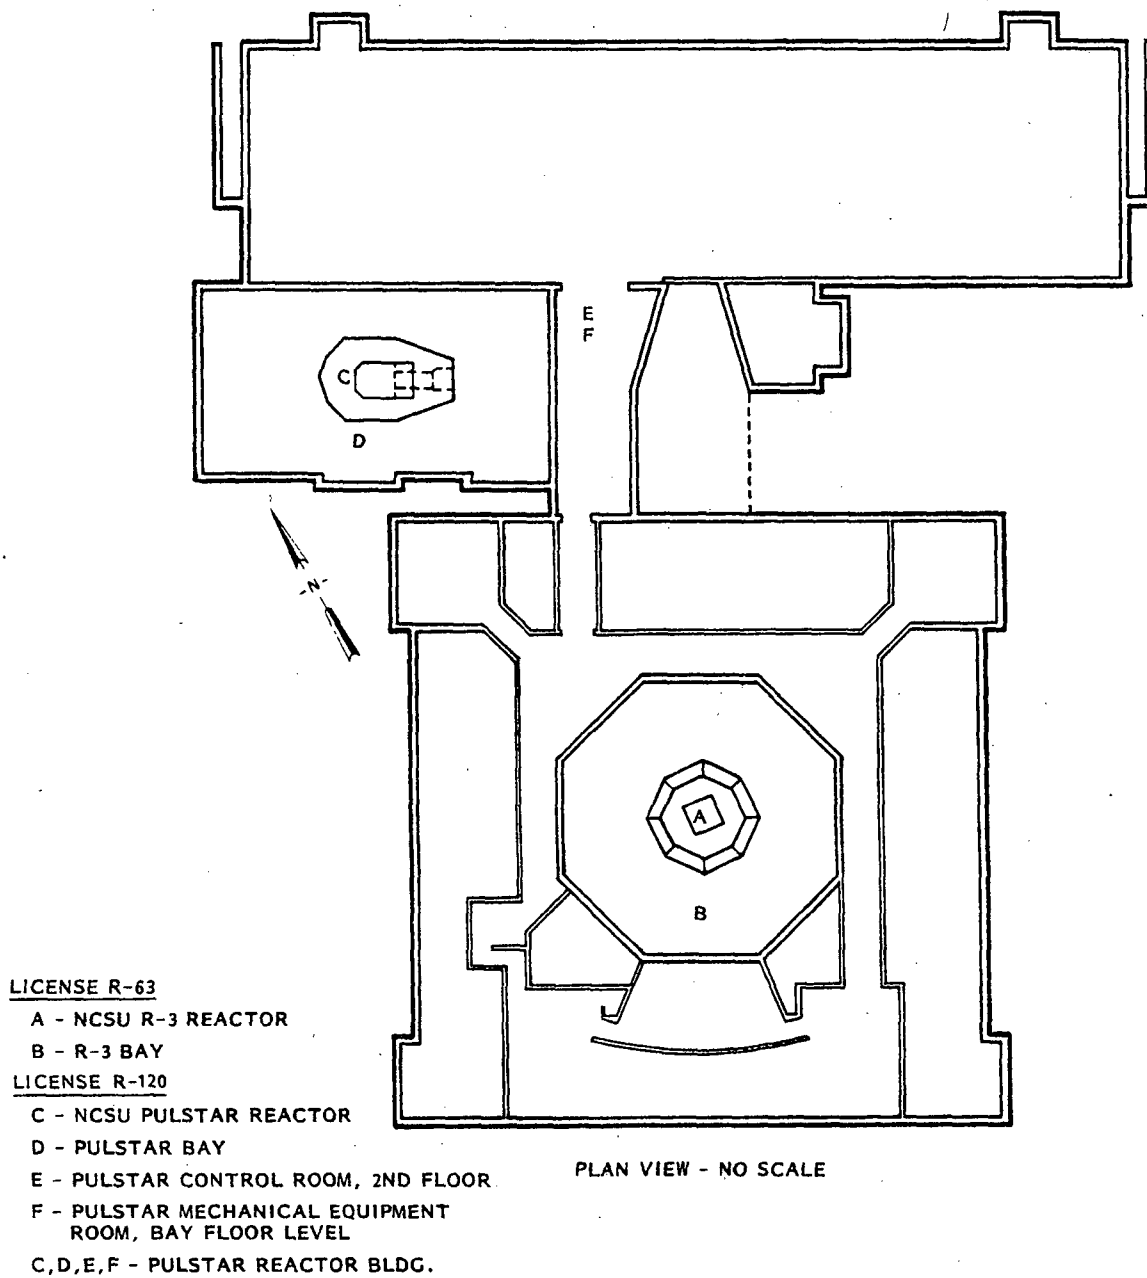 E
F
C
D
-N-
A
B
LICENSE R-63
A - NCSU R-3 REACTOR
B - R-3 BAY
LICENSE R-120
C - NCSU PULSTAR REACTOR
D - PULSTAR BAY
E - PULSTAR CONTROL ROOM, 2ND FLOOR
F - PULSTAR MECHANICAL EQUIPMENT
ROOM, BAY FLOOR LEVEL
C,D,E,F - PULSTAR REACTOR BLDG.
PLAN VIEW - NO SCALE